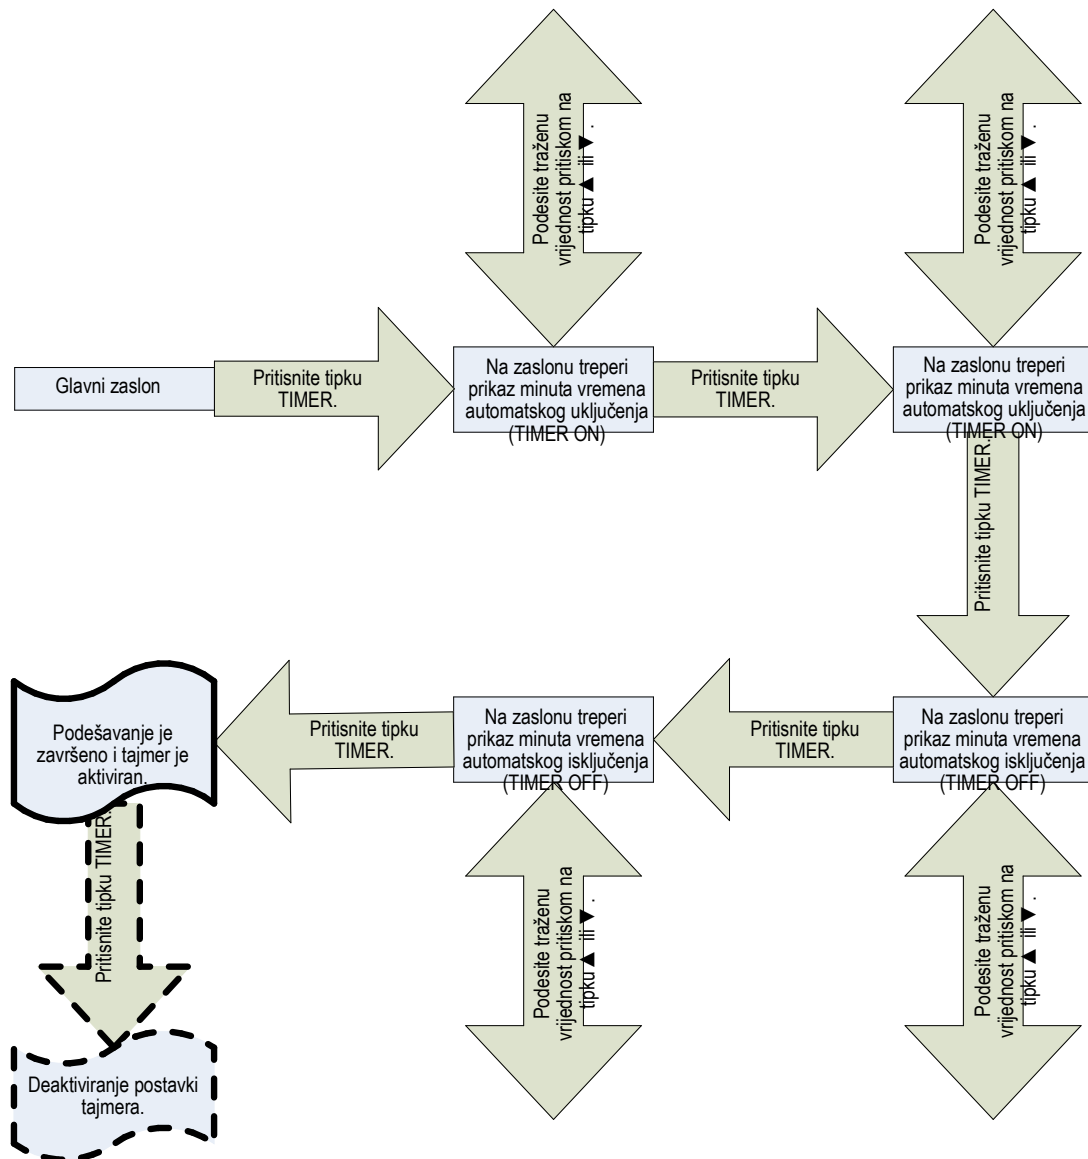 Podesite traženu
vrijednost pritiskom na
tipku ▲ ili ▼ .
Podesite traženu
vrijednost pritiskom na
tipku ▲ ili ▼ .
Glavni zaslon
Pritisnite tipku
TIMER.
Na zaslonu treperi
prikaz minuta vremena
automatskog uključenja
(TIMER ON)
Pritisnite tipku
TIMER.
Na zaslonu treperi
prikaz minuta vremena
automatskog uključenja
(TIMER ON)
Pritisnite tipku TIMER.
Podešavanje je
završeno i tajmer je
aktiviran.
Pritisnite tipku
TIMER.
Na zaslonu treperi
prikaz minuta vremena
automatskog isključenja
(TIMER OFF)
Pritisnite tipku
TIMER.
Na zaslonu treperi
prikaz minuta vremena
automatskog isključenja
(TIMER OFF)
Pritisnite tipku TIMER.
Podesite traženu
vrijednost pritiskom na
tipku ▲ ili ▼ .
Podesite traženu
vrijednost pritiskom na
tipku ▲ ili ▼ .
Deaktiviranje postavki
tajmera.